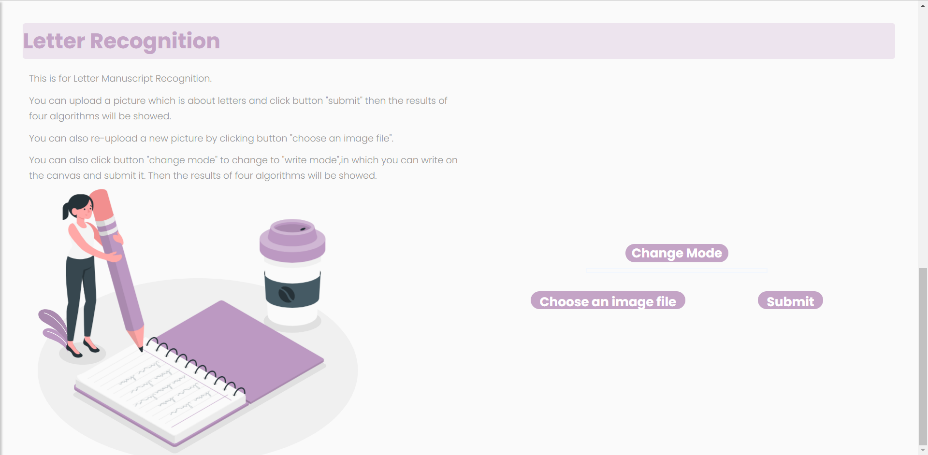 Letter Recognition
This is for Letter Manuscript Recognition.
You can upload a picture which is about letters and click button "submit" then the results of
four algorithms will be showed.
You can also re-upload a new picture by clicking button "choose an image file".
You can also click button "change mode" to change to "write mode",in which you can write on
the canvas and submit it. Then the results of four algorithms will be showed.
Change Mode
Choose an image file
Submit